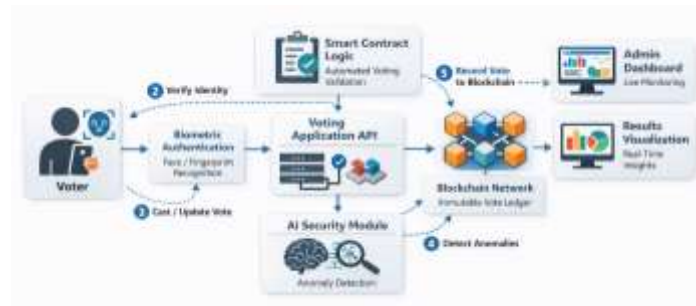 Smart Contract
Logic
Automated Voting
Validation
5 Record Vote
to Blockchain
Admin
Dashboard
Live Monitoring
2 Verify Identity
Voter
Biometric
Authentication
Face / Fingerprint
Recognition
Voting
Application API
Results
Visualization
Real-Time
Insights
Blockchain Network
Immutable Vote Ledger
Cast / Update Vote
AI Security Module
Anomaly Detection
4 Detect Anomalies